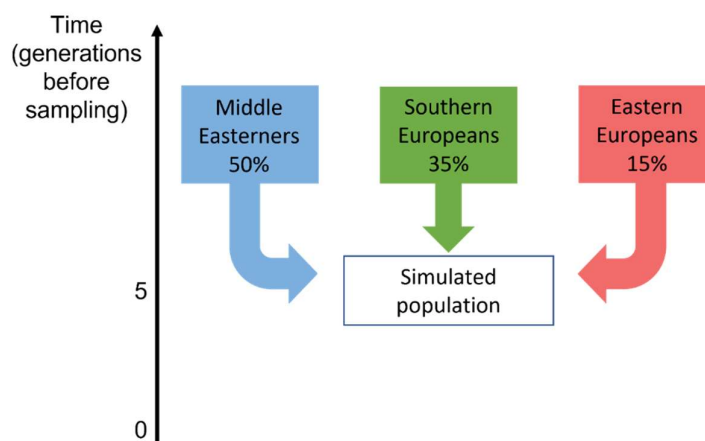 Time
(generations
before
sampling)
Middle
Easterners
50%
Southern
Europeans
35%
Eastern
Europeans
15%
Simulated
population
5
0